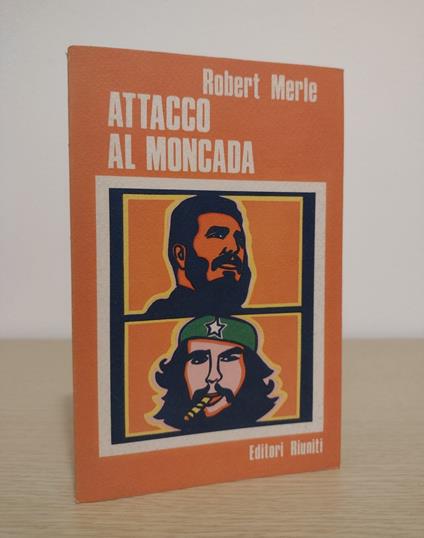 Robert Merle
ATTACCO
AL MONCADA
Editori Riuniti